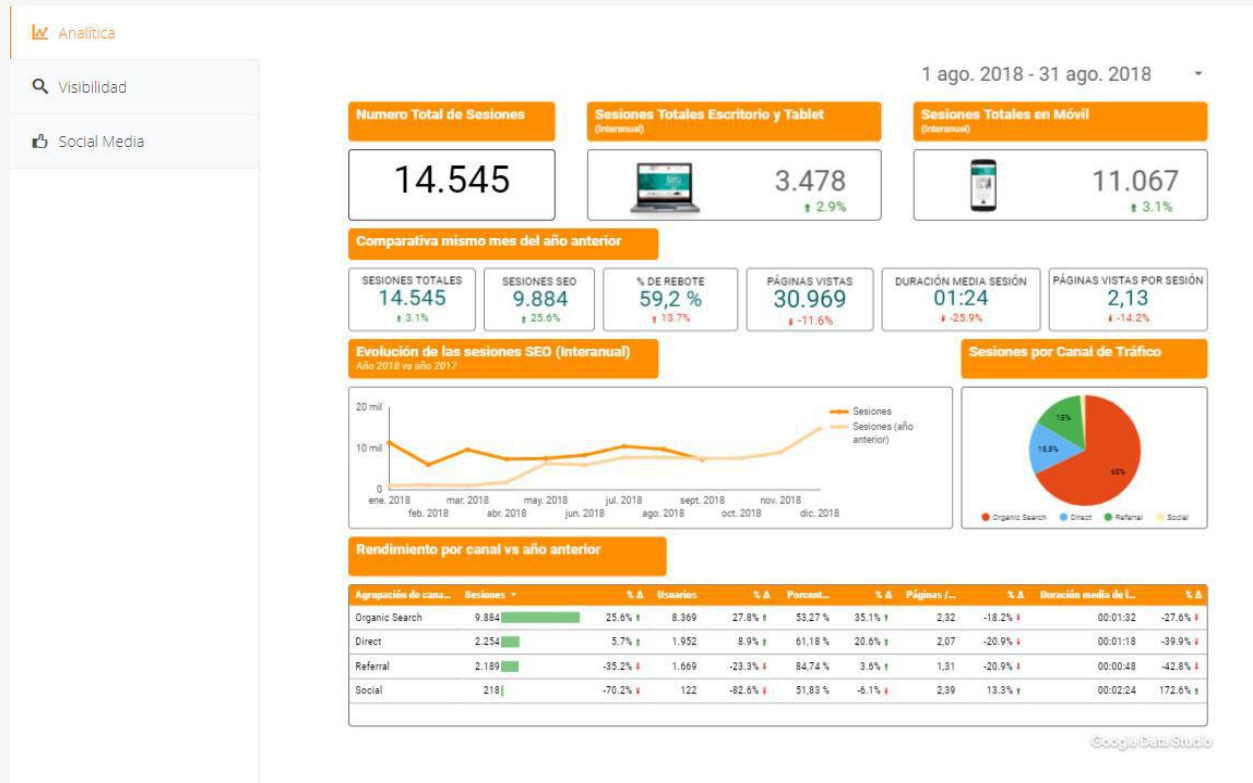 Analítica
Visibilidad
Social Media
1 ago. 2018 - 31 ago. 2018
Numero Total de Sesiones
14.545
Sesiones Totales Escritorio y Tablet
(Interanual)
3.478
2.9%
Sesiones Totales en Móvil
(Interanual)
11.067
3.1%
Comparativa mismo mes del año anterior
SESIONES TOTALES
14.545
3.1%
SESIONES SEO
9.884
25.6%
% DE REBOTE
59,2 %
13.7%
PÁGINAS VISTAS
30.969
-11.6%
DURACIÓN MEDIA SESIÓN
01:24
-25.9%
PÁGINAS VISTAS POR SESIÓN
2,13
-14.2%
Evolución de las sesiones SEO (Interanual)
Año 2018 vs año 2017
20 mil
10 mil
0
ene. 2018 mar. 2018 may. 2018 jul. 2018 sept. 2018 nov. 2018
feb. 2018 abr. 2018 jun. 2018 ago. 2018 oct. 2018 dic. 2018
Sesiones
Sesiones (año
anterior)
Sesiones por Canal de Tráfico
15%
Organic Search Direct Referral Social
Rendimiento por canal vs año anterior
Agrupación de cana... Sesiones % Δ Usuarios % Δ Porcent... % Δ Páginas /... % Δ Duración media de l... % Δ
Organic Search 9.884 25.6% 8.369 27.8% 53,27 % 35.1% 2,32 -18.2% 00:01:32 -27.6%
Direct 2.254 5.7% 1.952 8.9% 61,18 % 20.6% 2,07 -20.9% 00:01:18 -39.9%
Referral 2.189 -35.2% 1.669 -23.3% 84,74 % 3.6% 1,31 -20.9% 00:00:48 -42.8%
Social 218 -70.2% 122 -82.6% 51,83 % -6.1% 2,39 13.3% 00:02:24 172.6%
Google Data Studio